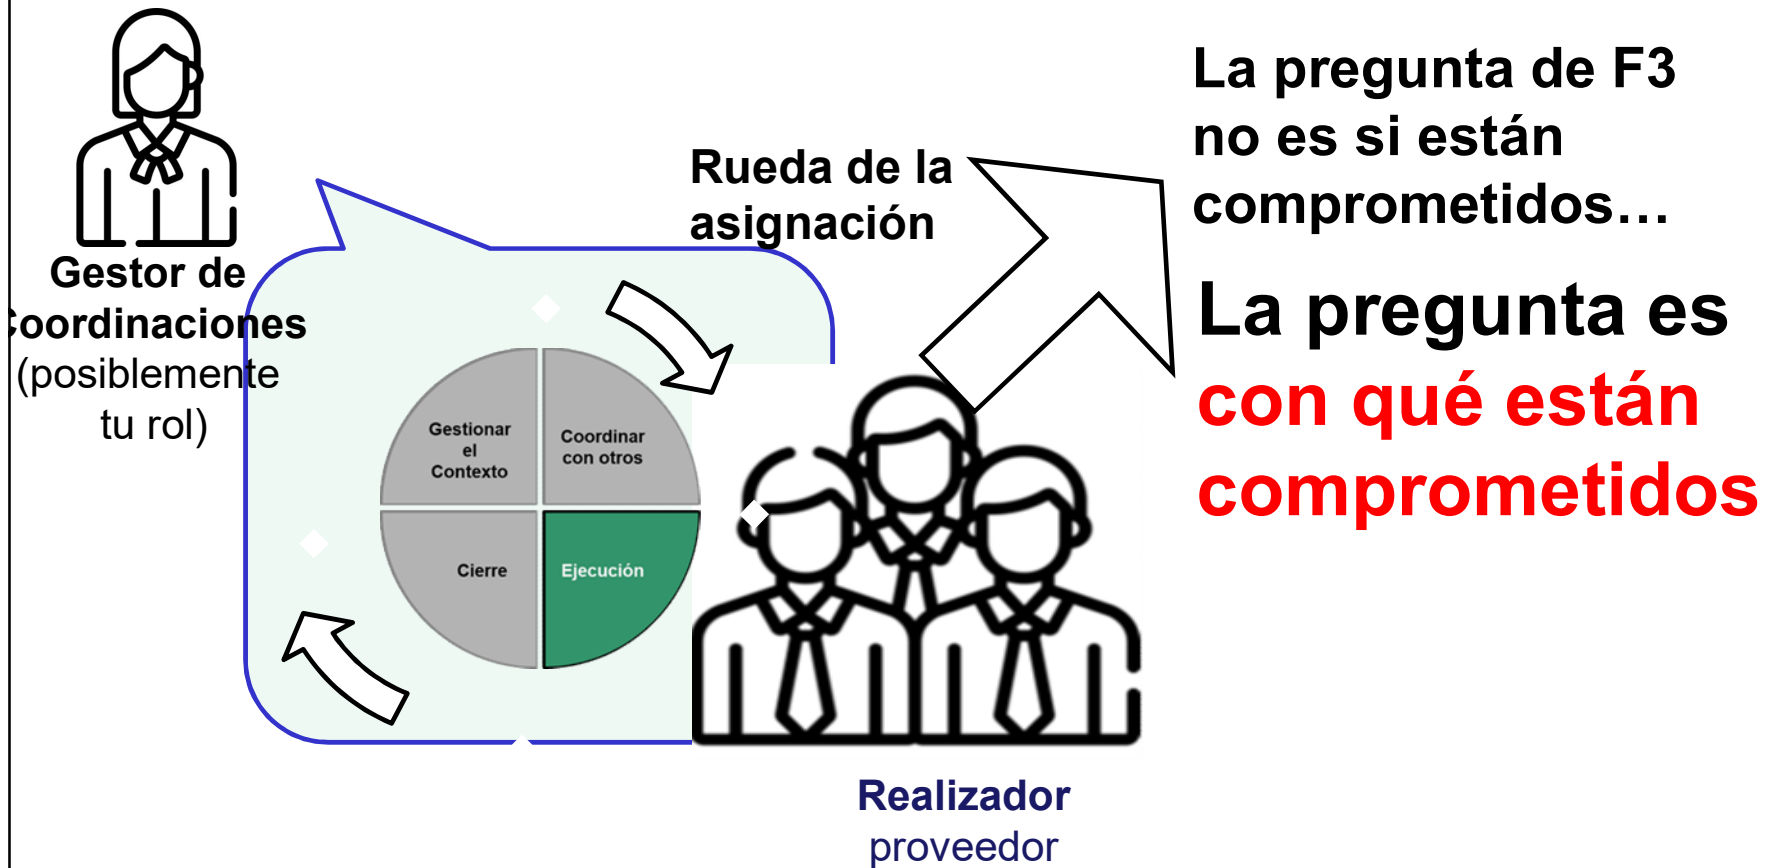 Gestor de
Coordinaciones
(posiblemente
tu rol)
Rueda de la
asignación
Gestionar
el
Contexto
Coordinar
con otros
Cierre
Ejecución
Realizador
proveedor
La pregunta de F3
no es si están
comprometidos…
La pregunta es
con qué están
comprometidos